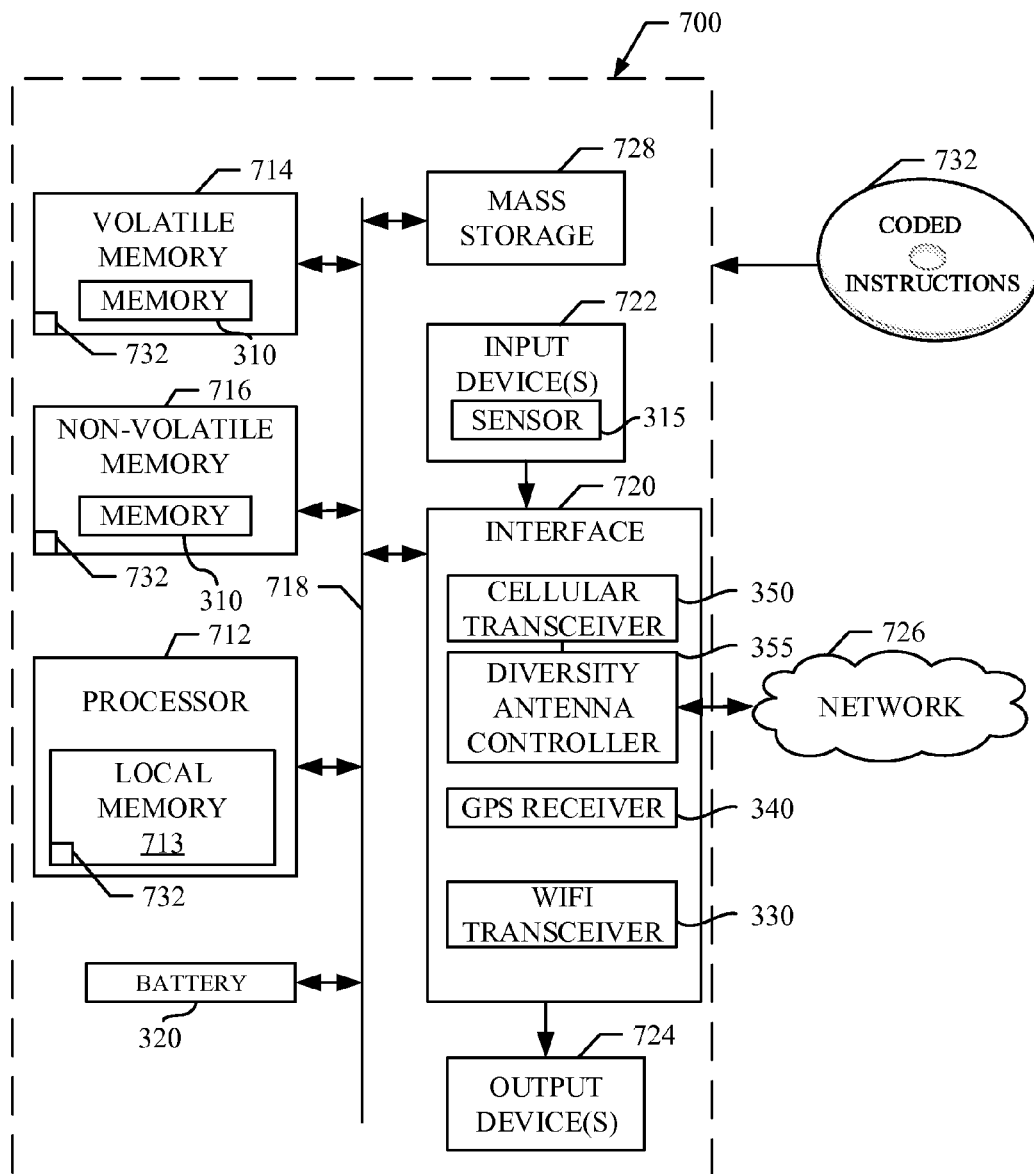 700
714
VOLATILE
MEMORY
MEMORY
732
310
728
MASS
STORAGE
732
CODED
INSTRUCTIONS
722
INPUT
DEVICE(S)
SENSOR
315
716
NON-VOLATILE
MEMORY
MEMORY
732
310
718
720
INTERFACE
CELLULAR
TRANSCEIVER
350
355
DIVERSITY
ANTENNA
CONTROLLER
726
NETWORK
712
PROCESSOR
LOCAL
MEMORY
713
732
GPS RECEIVER
340
WIFI
TRANSCEIVER
330
BATTERY
320
724
OUTPUT
DEVICE(S)